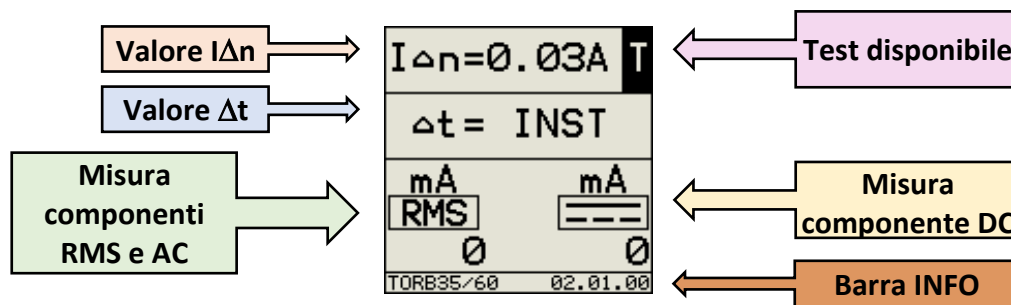 Valore IΔn
Valore Δt
Misura
componenti
RMS e AC
IΔn=0.03A T
Δt= INST
mA mA
RMS
0 0
TORB35/60 02.01.00
Test disponibile
Misura
componente DC
Barra INFO